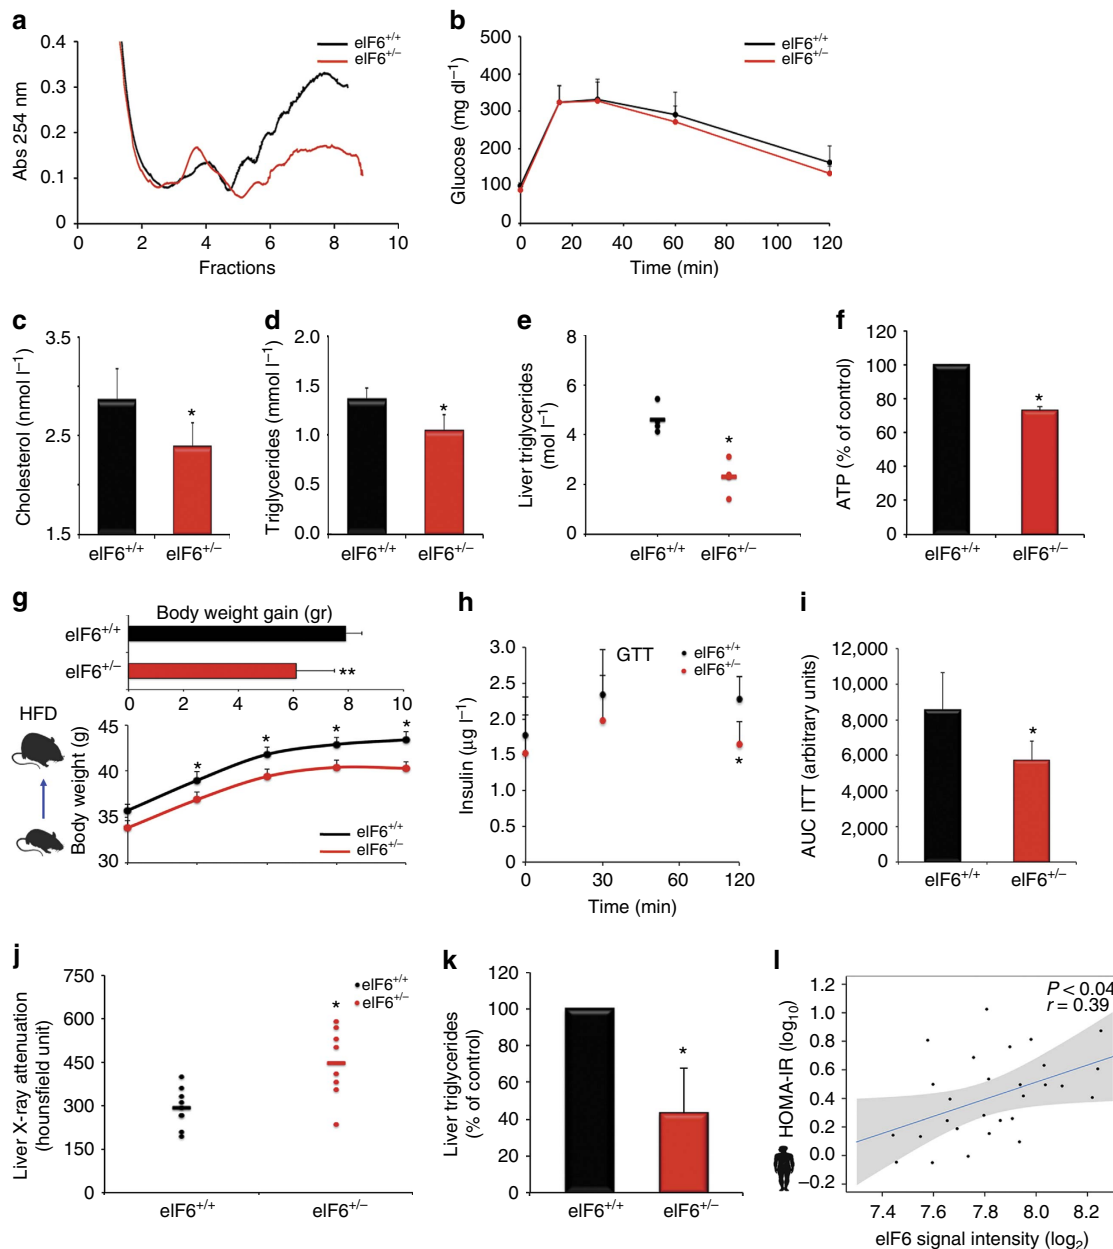 a
0.4
0.3
0.2
0.1
0
Abs 254 nm
eIF6+/+
eIF6+/–
0 2 4 6 8 10
Fractions
b
500
400
300
200
100
0
Glucose (mg dl–1)
eIF6+/+
eIF6+/–
0 20 40 60 80 100 120
Time (min)
c
3.5
2.5
1.5
Cholesterol (nmol l–1)
*
eIF6+/+ eIF6+/–
d
2.0
1.5
1.0
0.5
0.0
Triglycerides (mmol l–1)
*
eIF6+/+ eIF6+/–
e
8
6
4
2
0
Liver triglycerides
(mol l–1)
*
eIF6+/+ eIF6+/–
f
120
100
80
60
40
20
0
ATP (% of control)
*
eIF6+/+ eIF6+/–
g
Body weight gain (gr)
eIF6+/+
eIF6+/–
**
0 2 4 6 8 10
HFD
45
40
35
30
Body weight (g)
* * * *
eIF6+/+
eIF6+/–
h
3.0
2.5
2.0
1.5
1.0
0.5
0
Insulin (µg l–1)
GTT
eIF6+/+
eIF6+/–
*
0 30 60 120
Time (min)
i
12,000
10,000
8,000
6,000
4,000
2,000
0
AUC ITT (arbitrary units)
*
eIF6+/+ eIF6+/–
j
750
600
450
300
150
0
Liver X-ray attenuation
(hounsfield unit)
eIF6+/+
eIF6+/–
*
eIF6+/+ eIF6+/–
k
120
100
80
60
40
20
0
Liver triglycerides
(% of control)
*
eIF6+/+ eIF6+/–
l
1.2
1.0
0.8
0.6
0.4
0.2
0.0
–0.2
HOMA-IR (log10)
P < 0.04
r = 0.39
7.4 7.6 7.8 8.0 8.2
eIF6 signal intensity (log2)